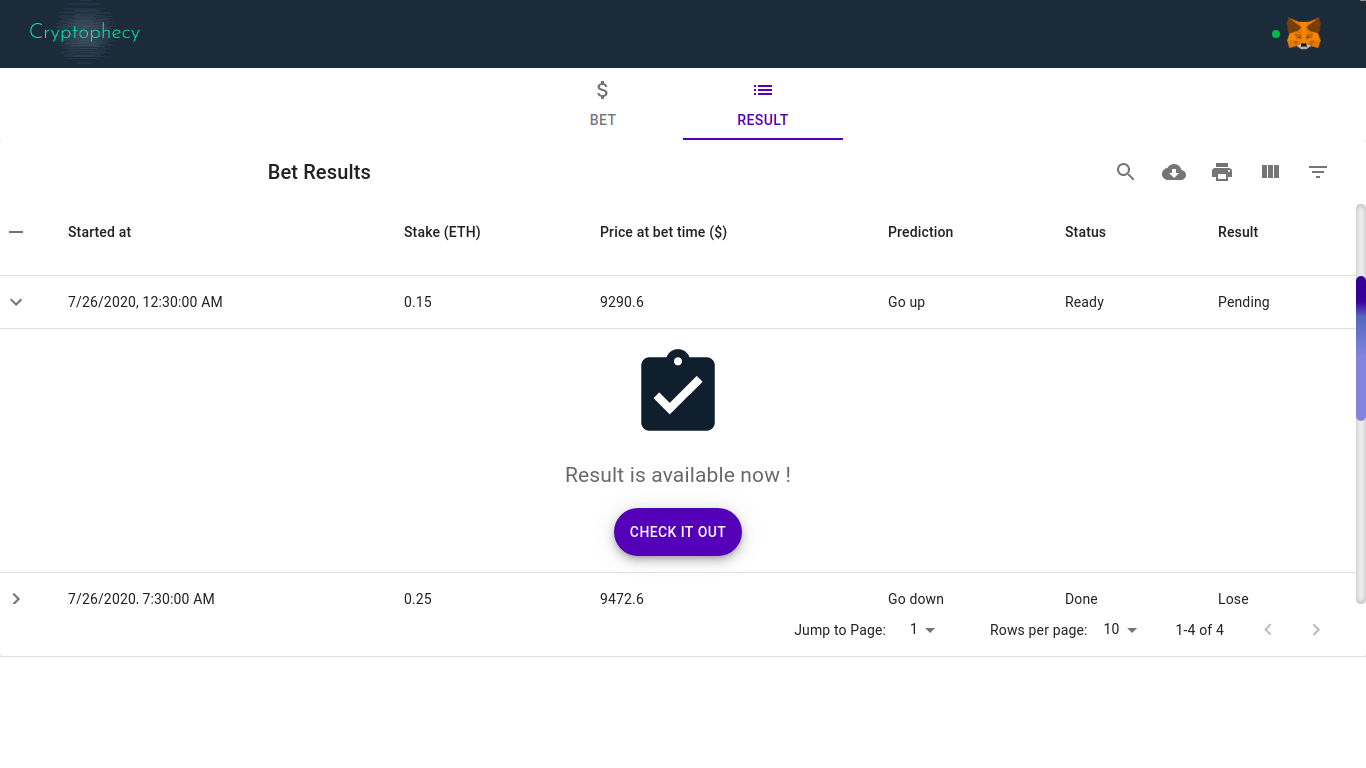 Cryptophecy
$
BET
RESULT
Bet Results
Started at Stake (ETH) Price at bet time ($) Prediction Status Result
7/26/2020, 12:30:00 AM 0.15 9290.6 Go up Ready Pending
Result is available now !
CHECK IT OUT
7/26/2020, 7:30:00 AM 0.25 9472.6 Go down Done Lose
Jump to Page: 1 Rows per page: 10 1-4 of 4